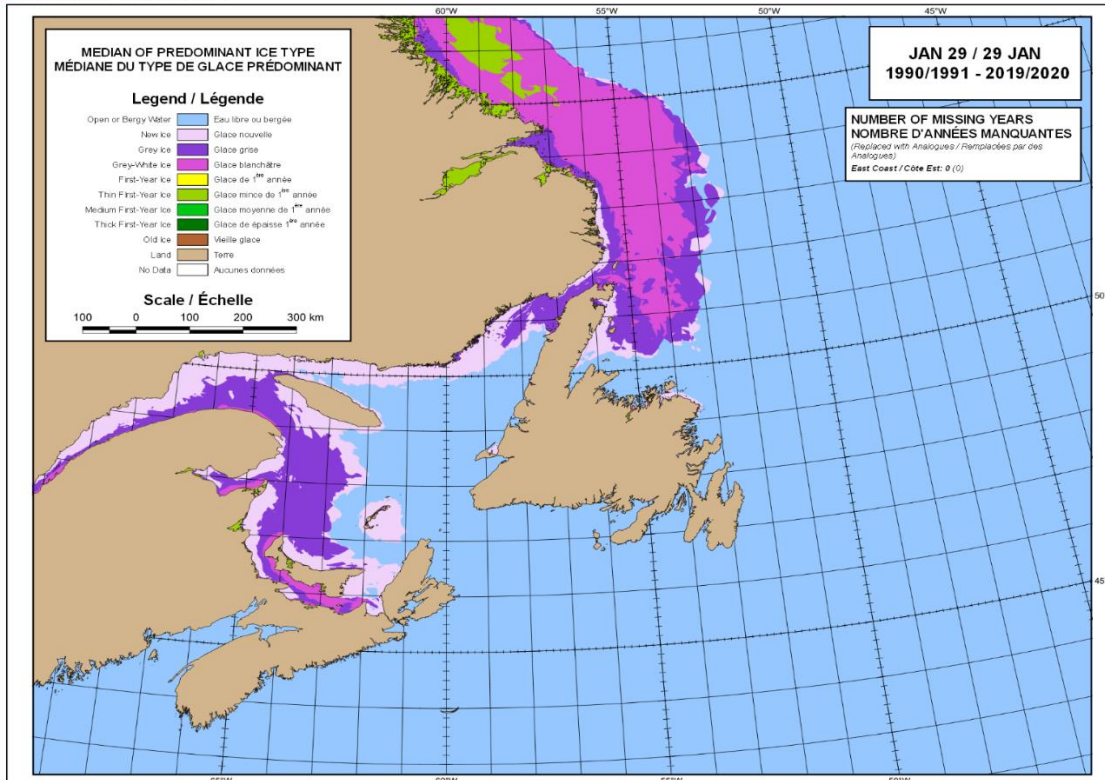 60°W 55°W 50°W 45°W
MEDIAN OF PREDOMINANT ICE TYPE
MÉDIANE DU TYPE DE GLACE PRÉDOMINANT
Legend / Légende
Open or Bergy Water Eau libre ou bergée
New Ice Glace nouvelle
Grey Ice Glace grise
Grey-White Ice Glace blanchâtre
First-Year Ice Glace de 1ère année
Thin First-Year Ice Glace mince de 1ère année
Medium First-Year Ice Glace moyenne de 1ère année
Thick First-Year Ice Glace de épaisse 1ère année
Old Ice Vieille glace
Land Terre
No Data Aucunes données
Scale / Échelle
100 0 100 200 300 km
JAN 29 / 29 JAN
1990/1991 - 2019/2020
NUMBER OF MISSING YEARS
NOMBRE D'ANNÉES MANQUANTES
(Replaced with Analogues / Remplacées par des
Analogues)
East Coast / Côte Est: 0 (0)
50°
45°
65°W 60°W 55°W 50°W